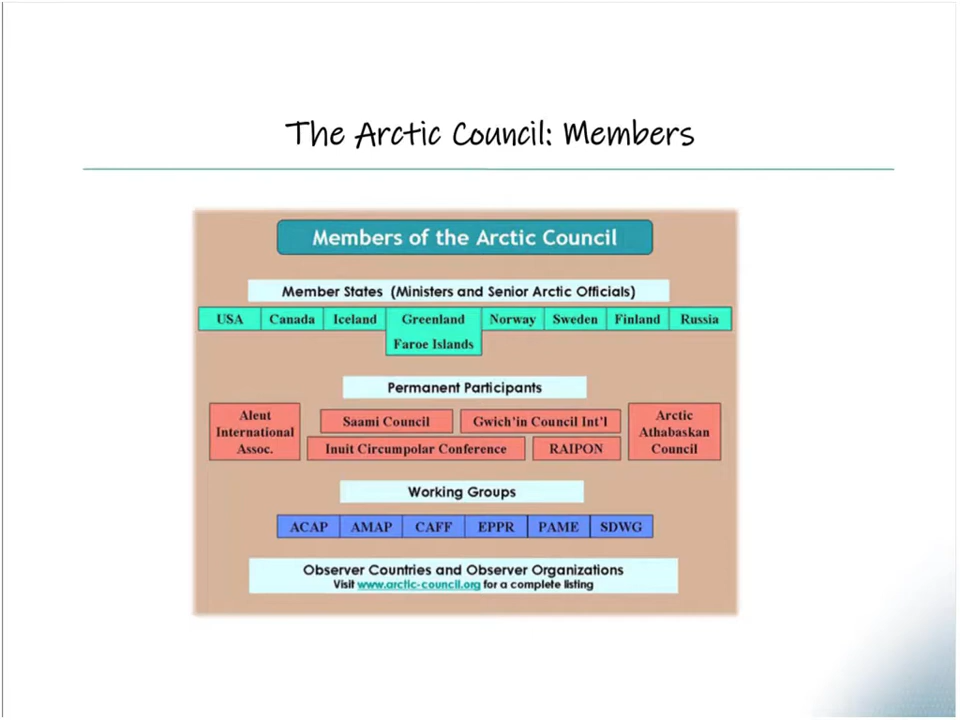 The Arctic Council: Members
Members of the Arctic Council
Member States (Ministers and Senior Arctic Officials)
USA Canada Iceland Greenland Norway Sweden Finland Russia
Faroe Islands
Permanent Participants
Aleut
International
Assoc.
Saami Council
Gwich'in Council Int'l
Inuit Circumpolar Conference
RAIPON
Arctic
Athabaskan
Council
Working Groups
ACAP AMAP CAFF EPPR PAME SDWG
Observer Countries and Observer Organizations
Visit www.arctic-council.org for a complete listing